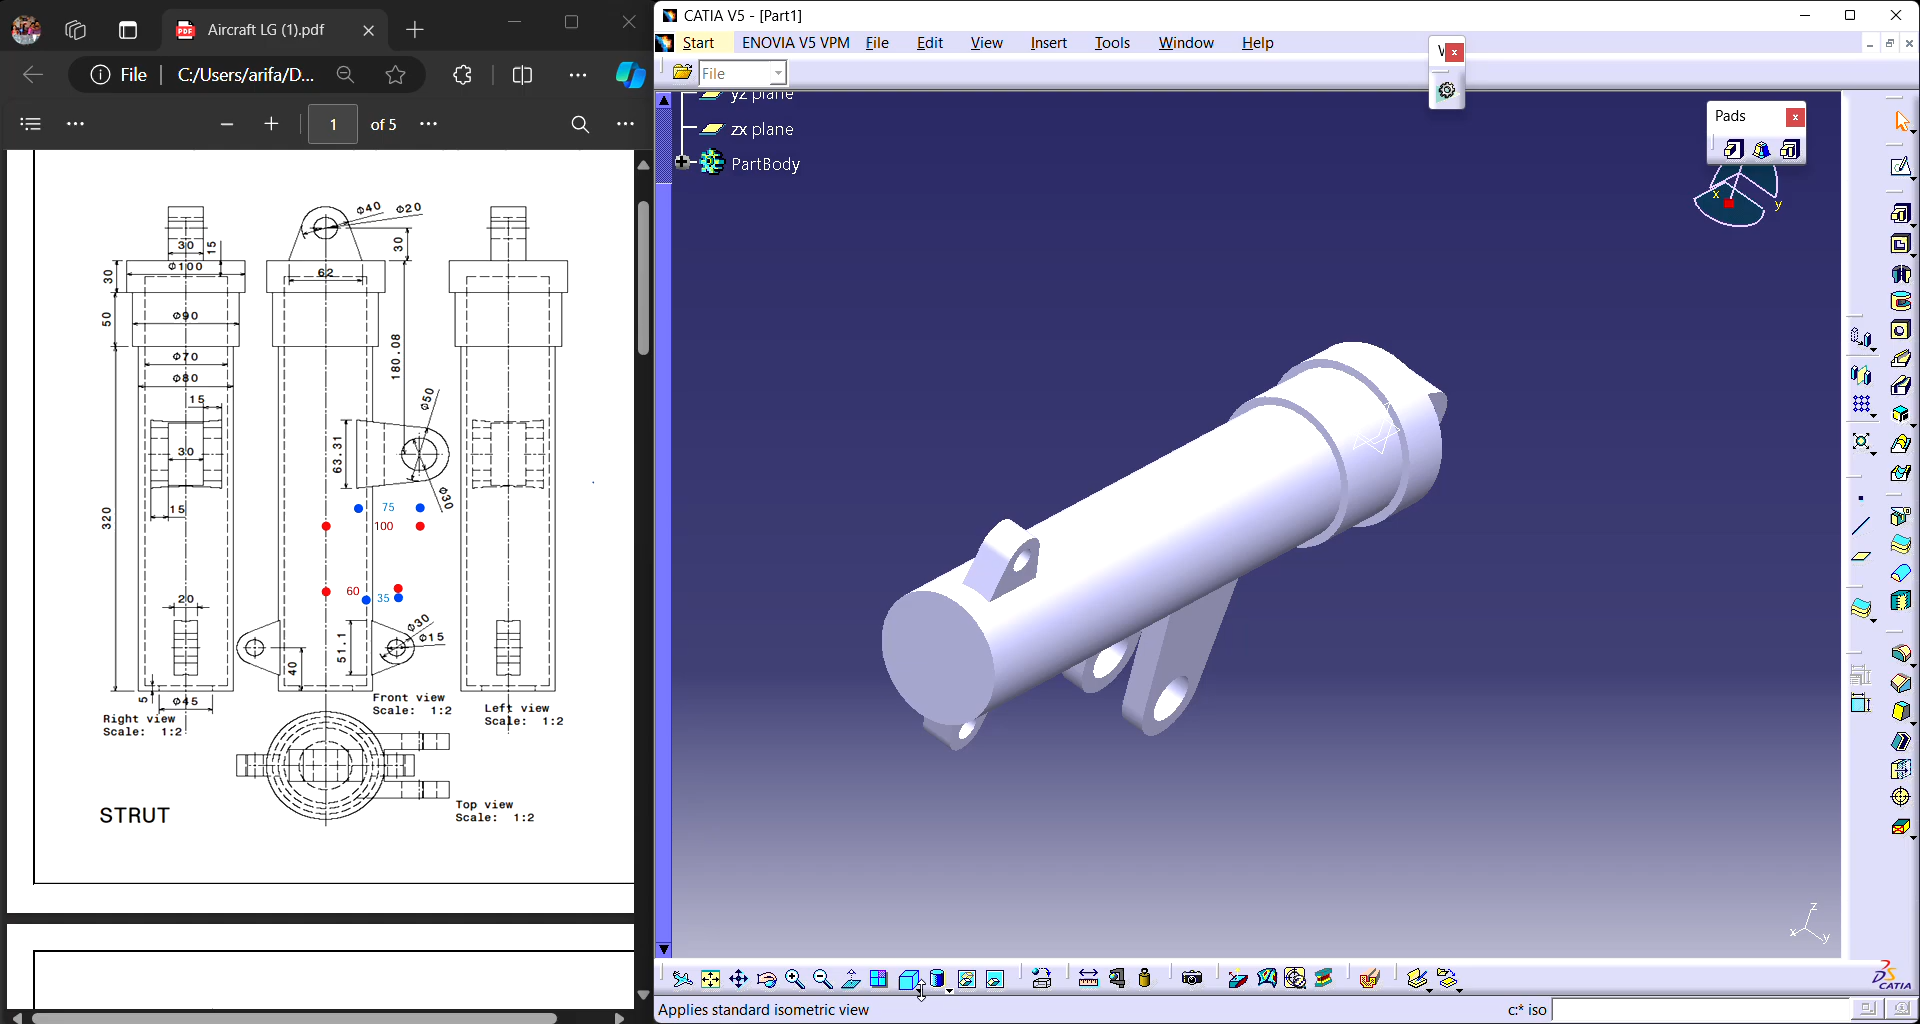 Aircraft LG (1).pdf
File
C:/Users/arifa/D...
1
of 5
Φ40
Φ20
30
15
30
Φ100
30
62
50
Φ90
180.08
Φ70
Φ80
15
Φ50
63.31
30
Φ30
15
75
100
320
60
35
20
Φ30
Φ15
51.1
40
5
Φ45
Right view
Scale: 1:2
Front view
Scale: 1:2
Left view
Scale: 1:2
Top view
Scale: 1:2
STRUT
CATIA V5 - [Part1]
Start
ENOVIA V5 VPM
File
Edit
View
Insert
Tools
Window
Help
File
yz plane
zx plane
PartBody
Pads
x
y
z
x
y
DS
CATIA
Applies standard isometric view
c:* iso